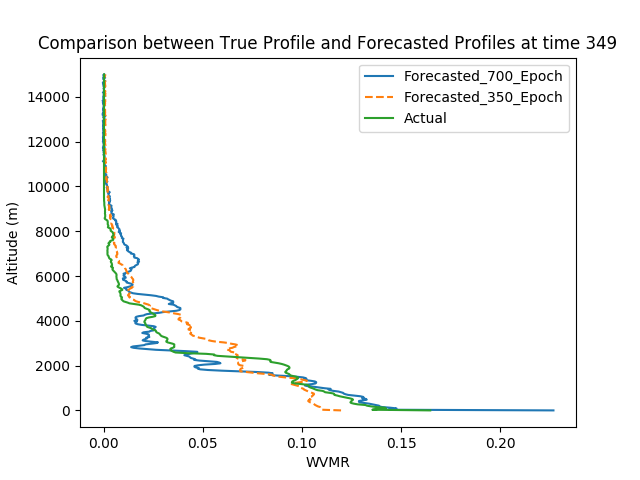 Comparison between True Profile and Forecasted Profiles at time 349
Forecasted_700_Epoch
Forecasted_350_Epoch
Actual
Altitude (m)
14000
12000
10000
8000
6000
4000
2000
0
0.00 0.05 0.10 0.15 0.20
WVMR